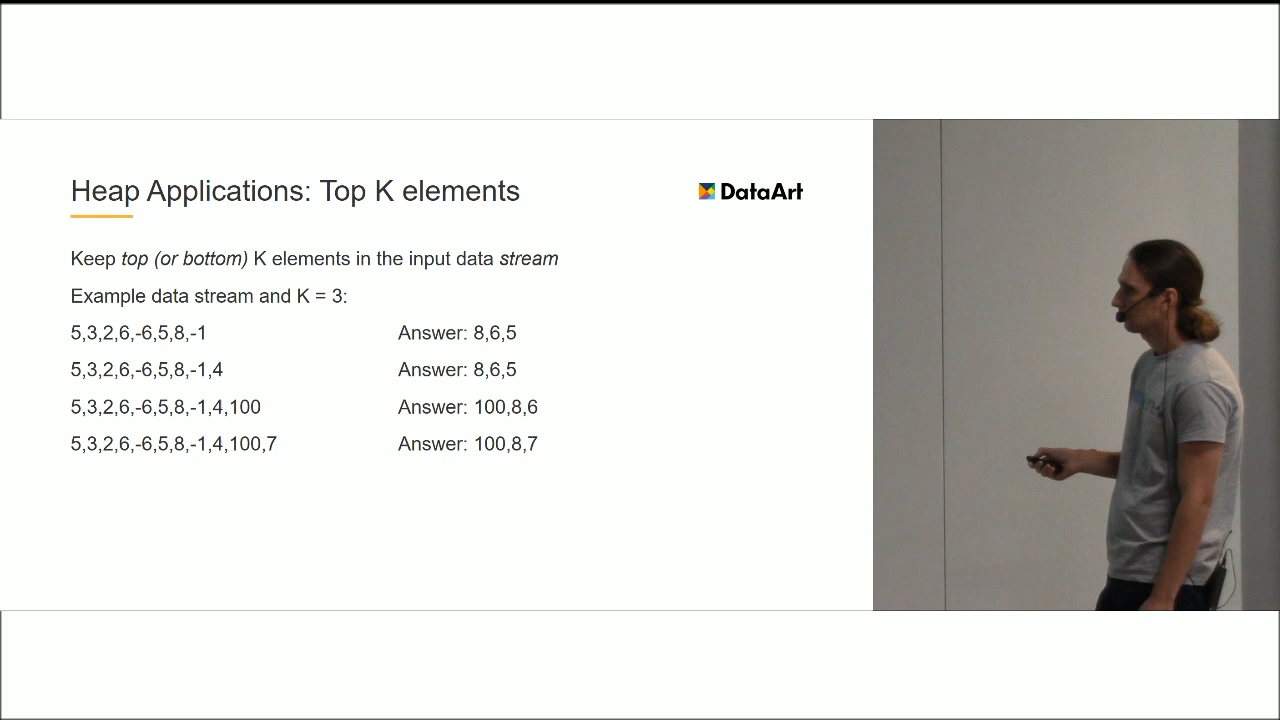 Heap Applications: Top K elements
DataArt
Keep top (or bottom) K elements in the input data stream
Example data stream and K = 3:
5,3,2,6,-6,5,8,-1 Answer: 8,6,5
5,3,2,6,-6,5,8,-1,4 Answer: 8,6,5
5,3,2,6,-6,5,8,-1,4,100 Answer: 100,8,6
5,3,2,6,-6,5,8,-1,4,100,7 Answer: 100,8,7